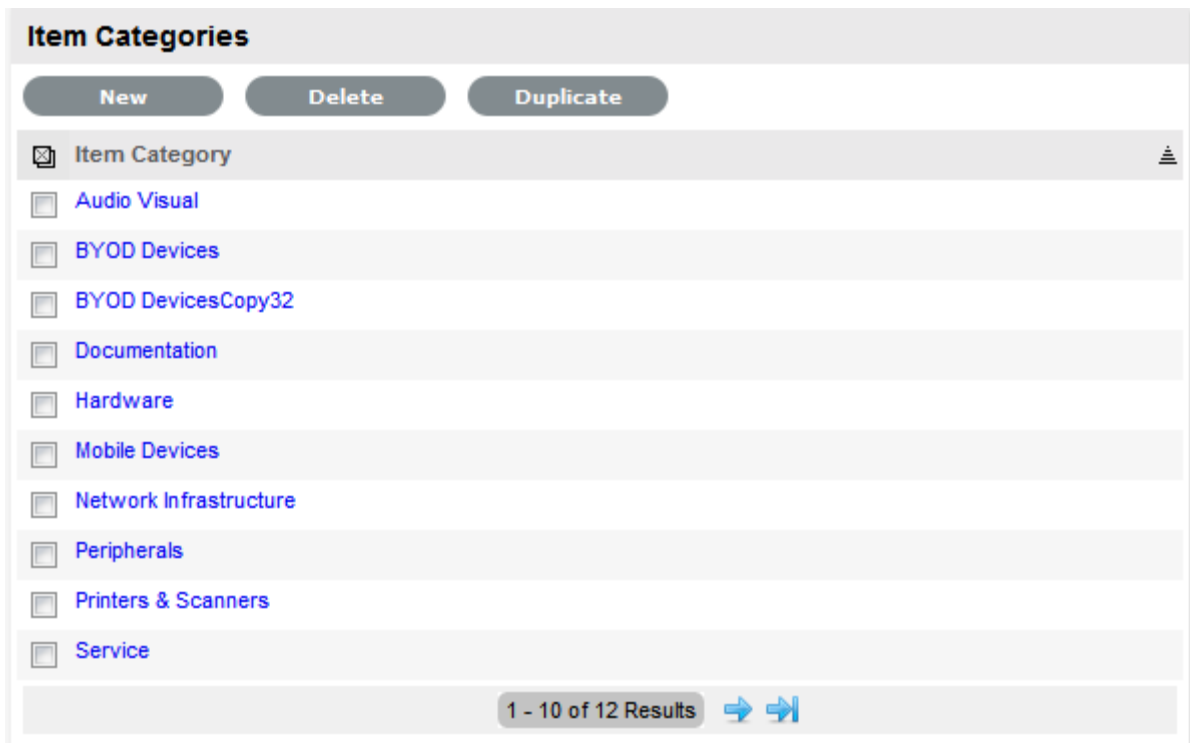 Item Categories
New Delete Duplicate
Item Category
Audio Visual
BYOD Devices
BYOD DevicesCopy32
Documentation
Hardware
Mobile Devices
Network Infrastructure
Peripherals
Printers & Scanners
Service
1 - 10 of 12 Results